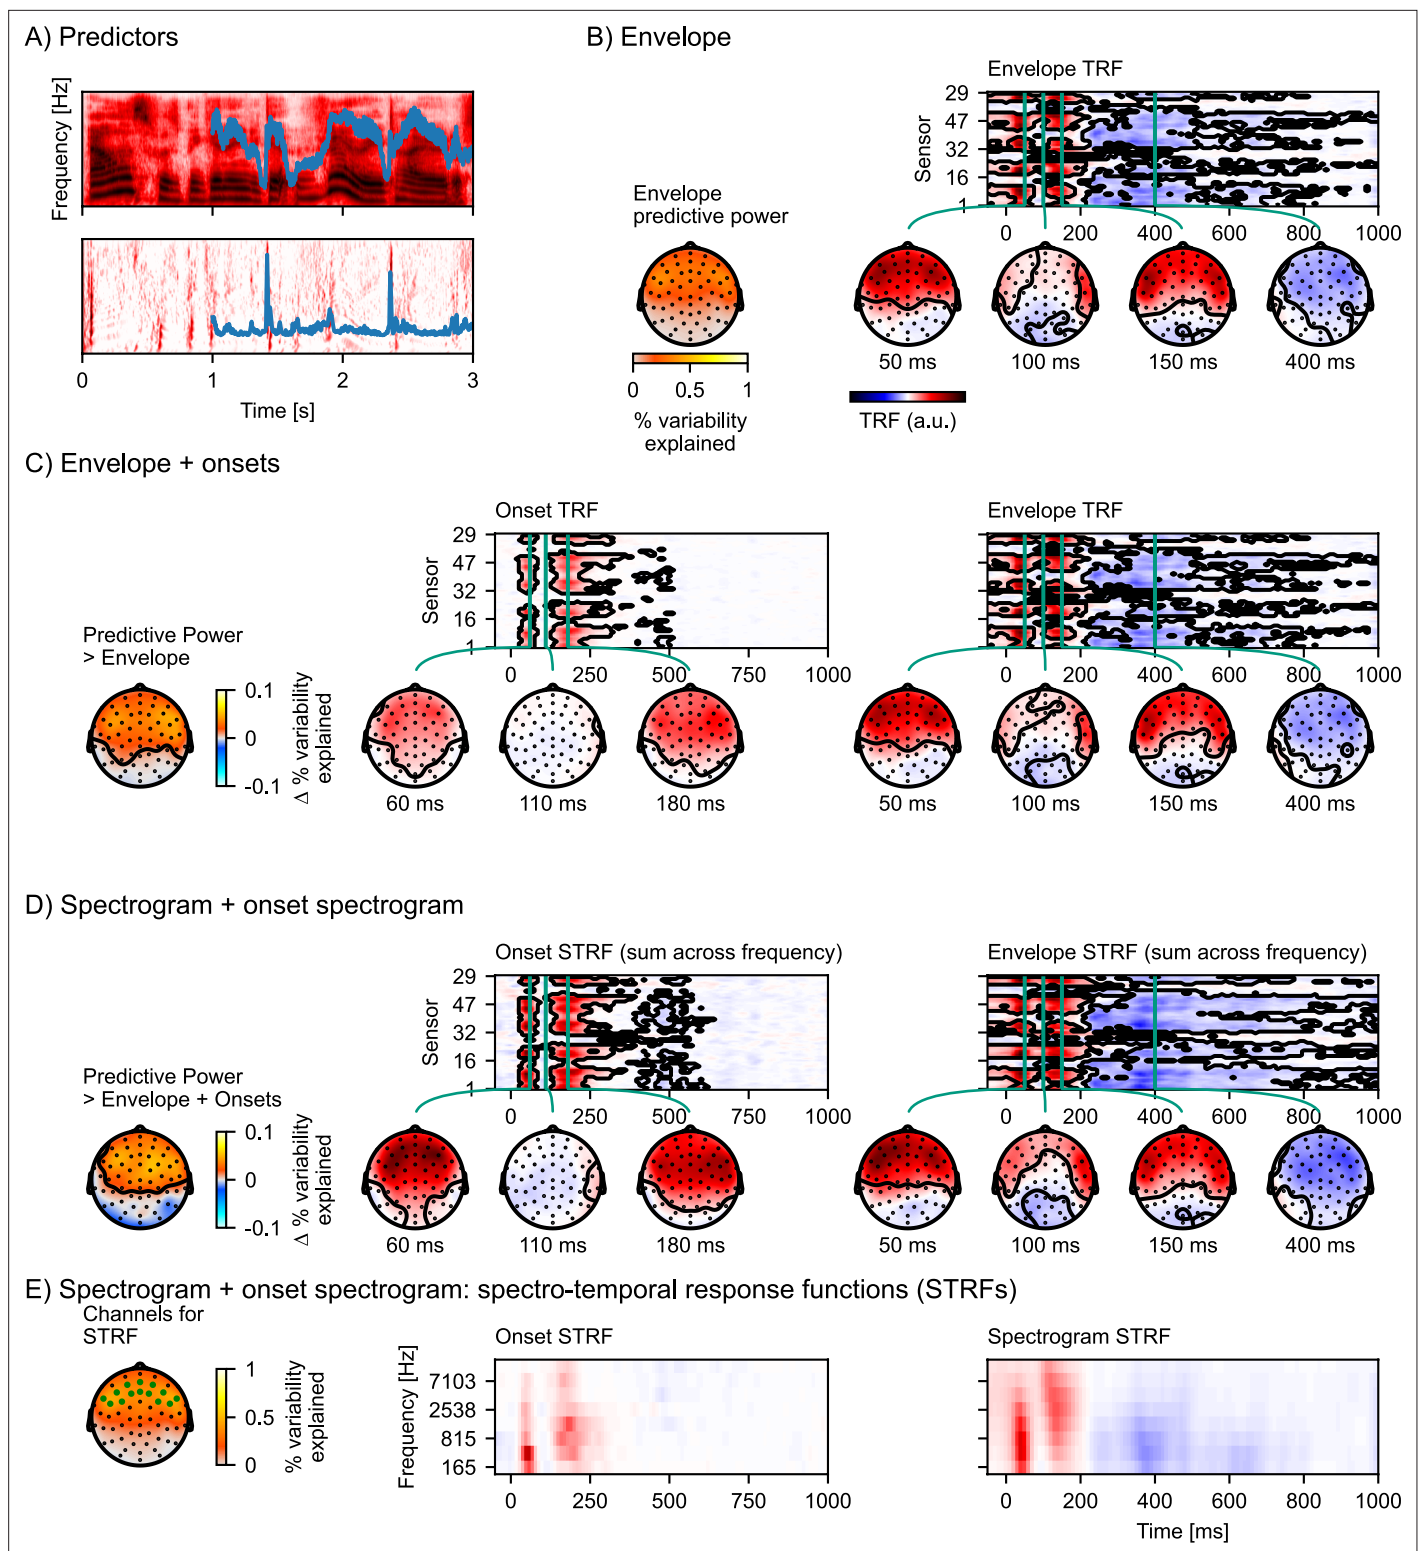 A) Predictors
Frequency [Hz]
0 1 2 3
Time [s]
B) Envelope
Envelope TRF
Sensor
29
47
32
16
1
0 200 400 600 800 1000
Envelope
predictive power
0 0.5 1
% variability
explained
50 ms 100 ms 150 ms 400 ms
TRF (a.u.)
C) Envelope + onsets
Onset TRF
Sensor
29
47
32
16
1
0 250 500 750 1000
Envelope TRF
0 200 400 600 800 1000
Predictive Power
> Envelope
0.1
0
-0.1
Δ % variability
explained
60 ms 110 ms 180 ms
50 ms 100 ms 150 ms 400 ms
D) Spectrogram + onset spectrogram
Onset STRF (sum across frequency)
Sensor
29
47
32
16
1
0 250 500 750 1000
Envelope STRF (sum across frequency)
0 200 400 600 800 1000
Predictive Power
> Envelope + Onsets
0.1
0
-0.1
Δ % variability
explained
60 ms 110 ms 180 ms
50 ms 100 ms 150 ms 400 ms
E) Spectrogram + onset spectrogram: spectro-temporal response functions (STRFs)
Channels for
STRF
1
0.5
0
% variability
explained
Onset STRF
Frequency [Hz]
7103
2538
815
165
0 250 500 750 1000
Spectrogram STRF
0 200 400 600 800 1000
Time [ms]